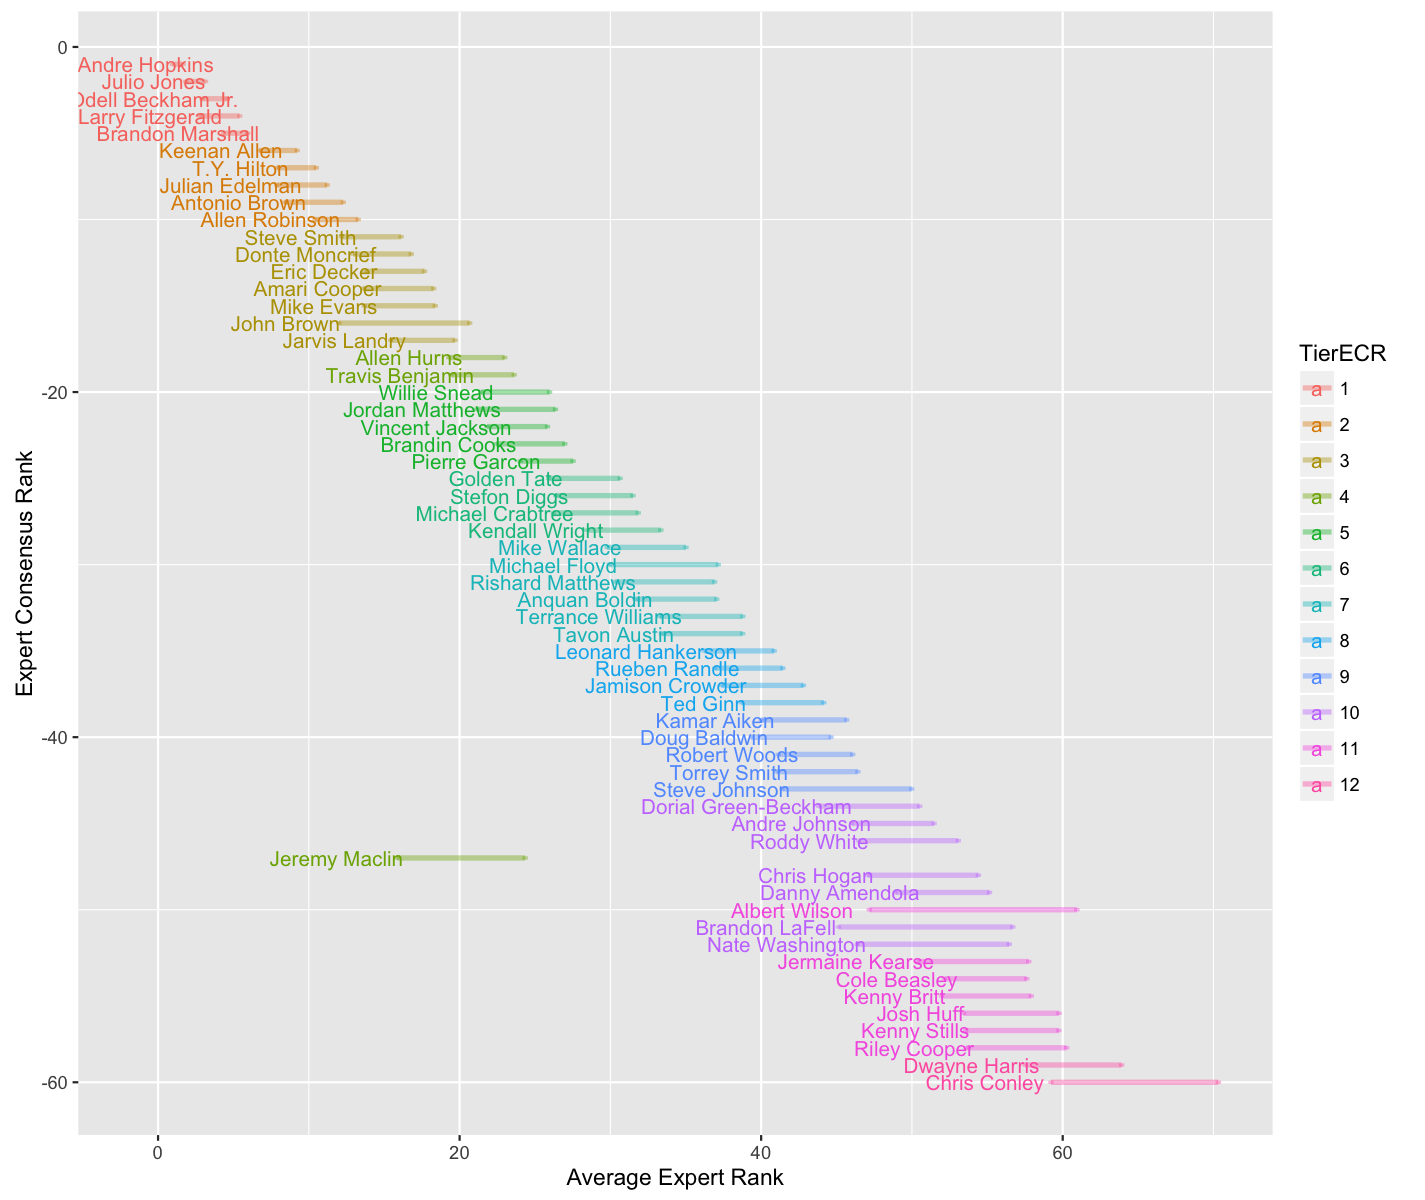 0
Andre Hopkins
Julio Jones
Odell Beckham Jr.
Larry Fitzgerald
Brandon Marshall
Keenan Allen
T.Y. Hilton
Julian Edelman
Antonio Brown
Allen Robinson
Steve Smith
Donte Moncrief
Eric Decker
Amari Cooper
Mike Evans
John Brown
Jarvis Landry
Allen Hurns
Travis Benjamin
-20
Willie Snead
Jordan Matthews
Vincent Jackson
Brandin Cooks
Pierre Garcon
Golden Tate
Stefon Diggs
Michael Crabtree
Kendall Wright
Mike Wallace
Michael Floyd
Rishard Matthews
Anquan Boldin
Terrance Williams
Tavon Austin
Leonard Hankerson
Rueben Randle
Jamison Crowder
Ted Ginn
Kamar Aiken
-40
Doug Baldwin
Robert Woods
Torrey Smith
Steve Johnson
Dorial Green-Beckham
Andre Johnson
Roddy White
Jeremy Maclin
Chris Hogan
Danny Amendola
Albert Wilson
Brandon LaFell
Nate Washington
Jermaine Kearse
Cole Beasley
Kenny Britt
Josh Huff
Kenny Stills
Riley Cooper
Dwayne Harris
-60
Chris Conley
0
20
40
60
Average Expert Rank
Expert Consensus Rank
TierECR
a 1
a 2
a 3
a 4
a 5
a 6
a 7
a 8
a 9
a 10
a 11
a 12